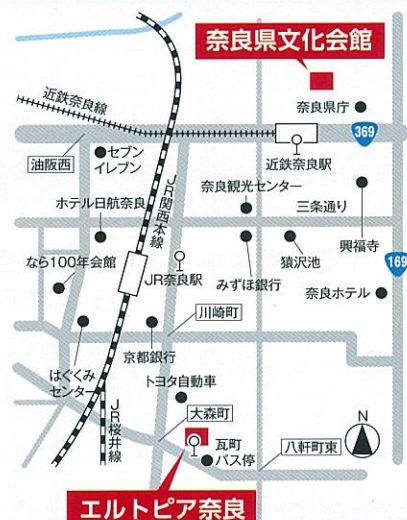 奈良県文化会館
近鉄奈良線
奈良県庁
369
油阪西
セブン
イレブン
近鉄奈良駅
JR関西本線
奈良観光センター
三条通り
ホテル日航奈良
興福寺
169
なら100年会館
JR奈良駅
みずほ銀行
猿沢池
奈良ホテル
川崎町
はぐくみ
センター
京都銀行
トヨタ自動車
JR桜井線
大森町
瓦町
バス停
八軒町東
N
エルトピア奈良